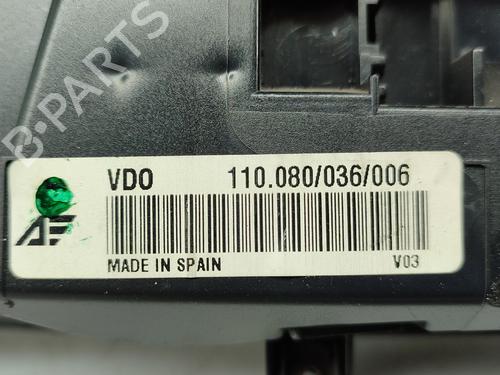 B-PARTS
VDO 110.080/036/006
AF
MADE IN SPAIN V03